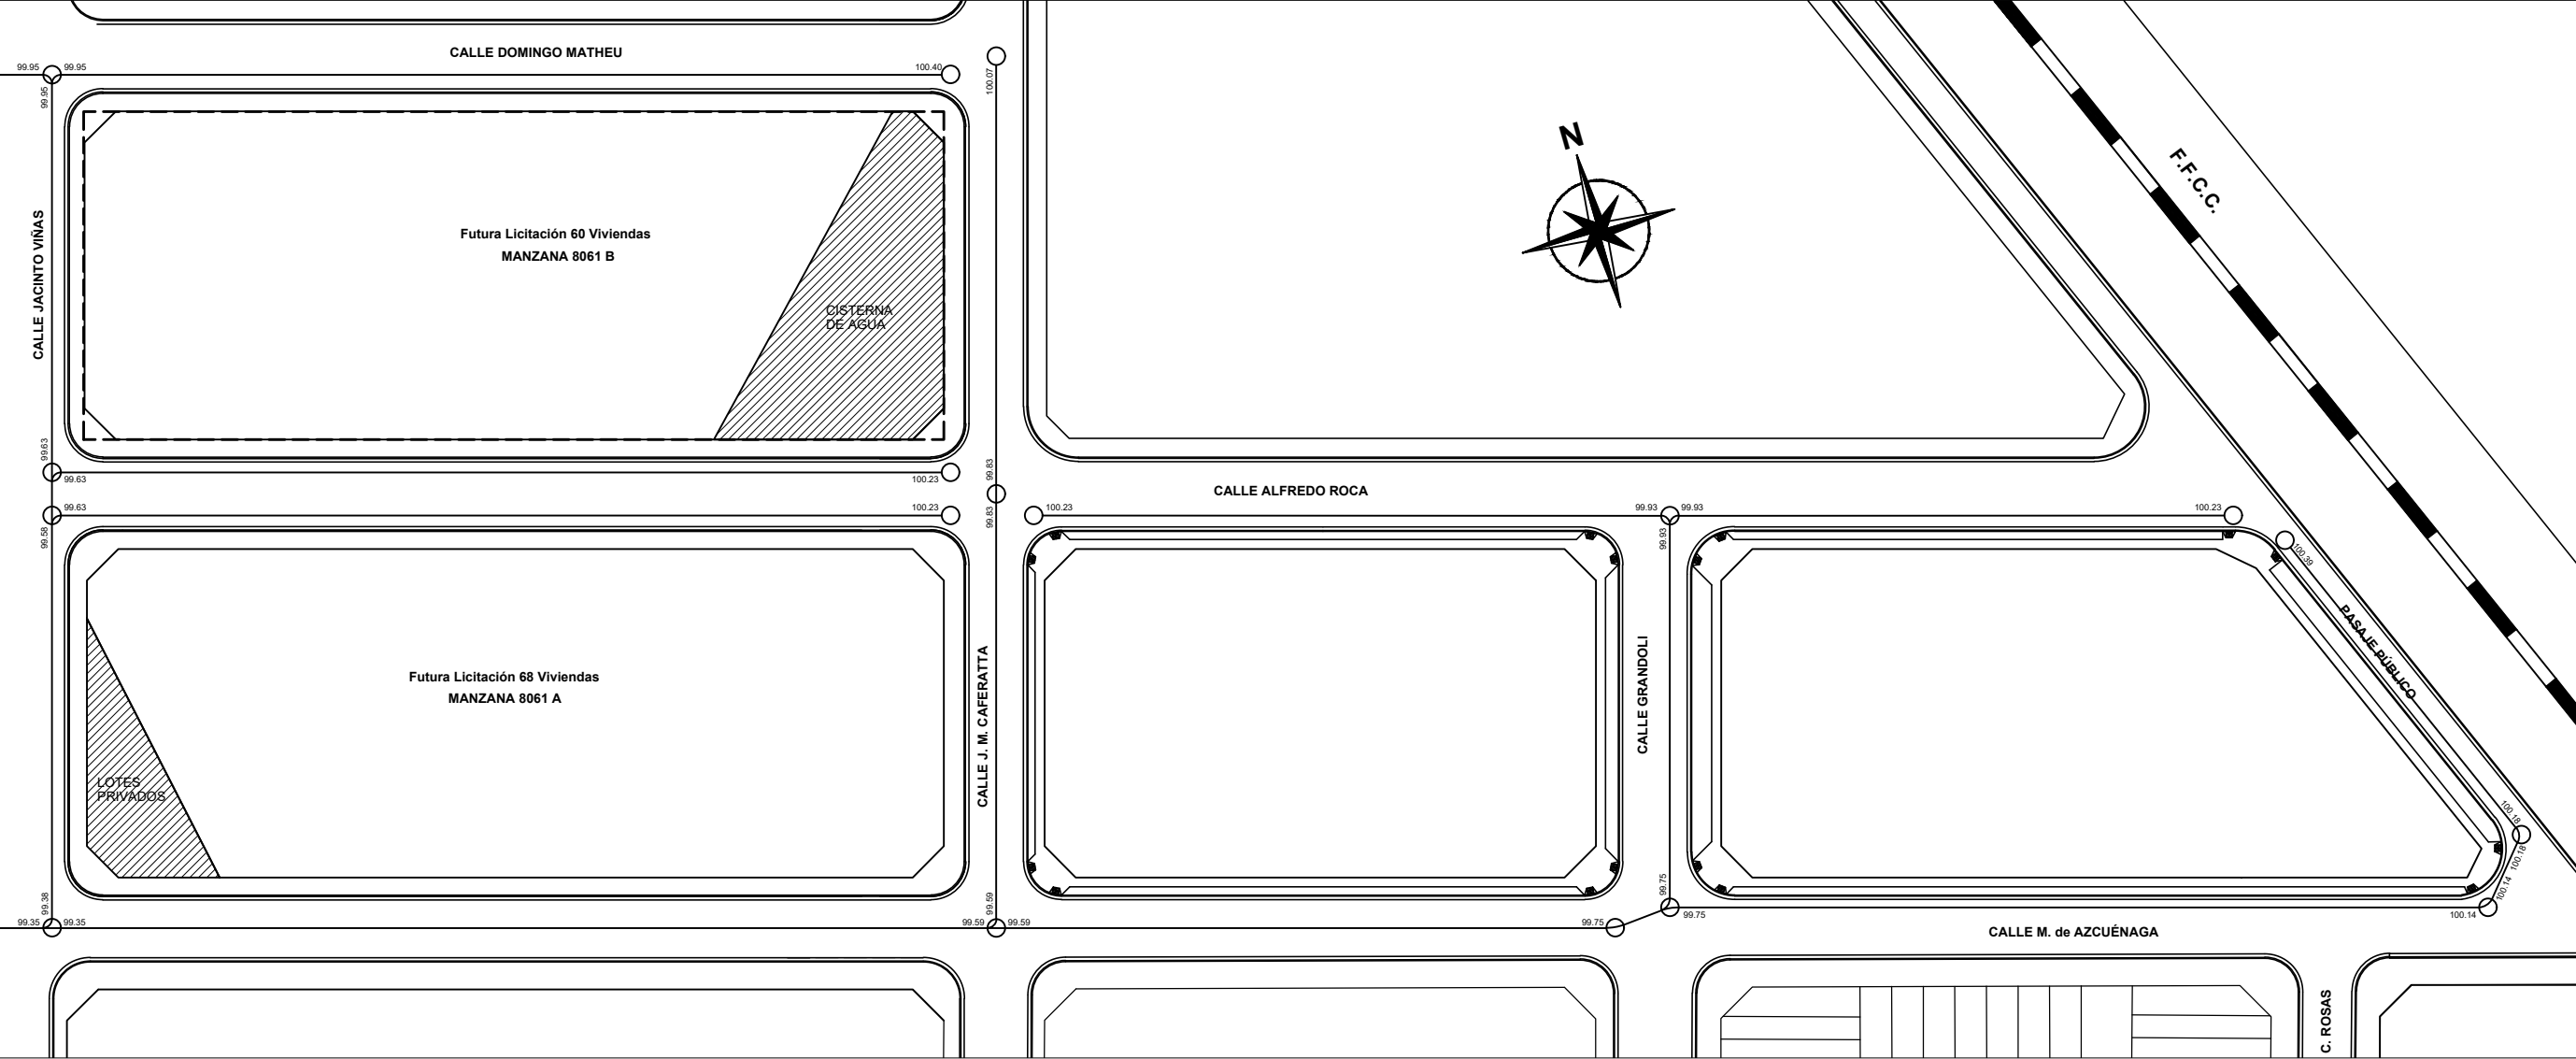 CALLE DOMINGO MATHEU
99.95
99.95
100.40
99.95
100.07
N
F.F.C.C.
Futura Licitación 60 Viviendas
MANZANA 8061 B
CALLE JACINTO VIÑAS
CISTERNA
DE AGUA
99.63
99.63
100.23
99.83
CALLE ALFREDO ROCA
99.63
100.23
99.83
100.23
99.93
99.93
100.23
99.58
99.93
100.39
PASAJE PÚBLICO
Futura Licitación 68 Viviendas
MANZANA 8061 A
CALLE J. M. CAFERATTA
CALLE GRANDOLI
LOTES
PRIVADOS
100.18
100.18
100.14
99.38
99.35
99.35
99.59
99.59
99.59
99.75
99.75
99.75
100.14
CALLE M. de AZCUÉNAGA
C. ROSAS